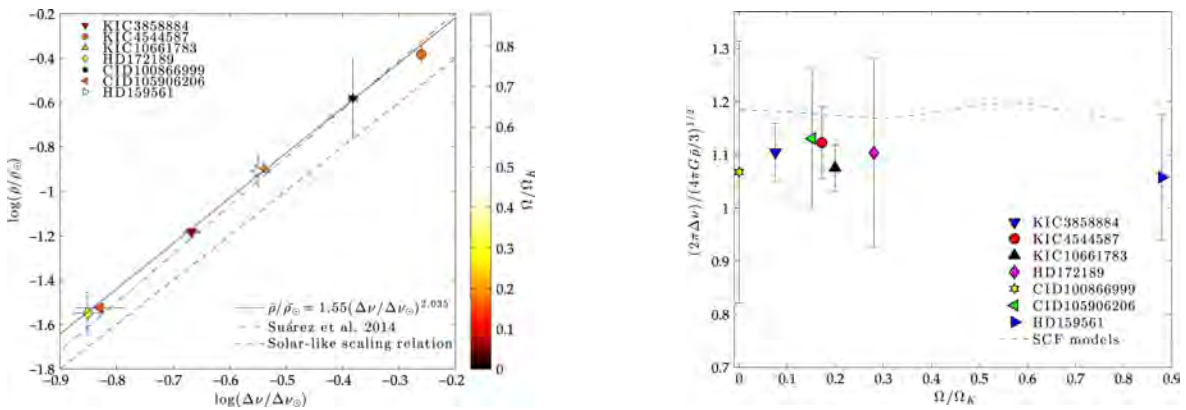 -0.2
-0.4
-0.6
-0.8
-1
-1.2
-1.4
-1.6
-1.8
log(ρ̄/ρ̄☉)
KIC3858884
KIC4544587
KIC10661783
HD172189
CID100866999
CID105906206
HD159561
ρ̄/ρ̄☉ = 1.55(Δν/Δν☉)^2.035
Suárez et al. 2014
Solar-like scaling relation
-0.9 -0.8 -0.7 -0.6 -0.5 -0.4 -0.3 -0.2
log(Δν/Δν☉)
0.8
0.7
0.6
0.5
0.4
0.3
0.2
0.1
0
Ω/Ω_K
1.3
1.2
1.1
1
0.9
0.8
0.7
(2πΔν)/(4πGρ̄/3)^1/2
KIC3858884
KIC4544587
KIC10661783
HD172189
CID100866999
CID105906206
HD159561
SCF models
0 0.1 0.2 0.3 0.4 0.5 0.6 0.7 0.8 0.9
Ω/Ω_K